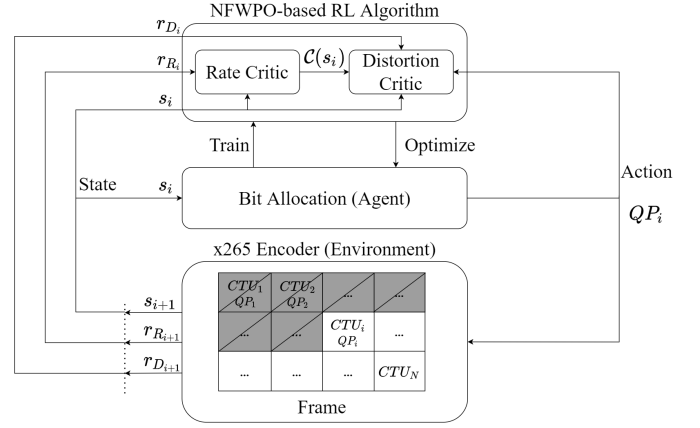 NFWPO-based RL Algorithm
r_{D_i}
r_{R_i}
s_i
Rate Critic
C(s_i)
Distortion
Critic
Train
Optimize
State
s_i
Bit Allocation (Agent)
Action
QP_i
x265 Encoder (Environment)
s_{i+1}
r_{R_{i+1}}
r_{D_{i+1}}
CTU_1 CTU_2 ... ...
QP_1 QP_2
... ... CTU_i ...
QP_i
... ... ... CTU_N
Frame